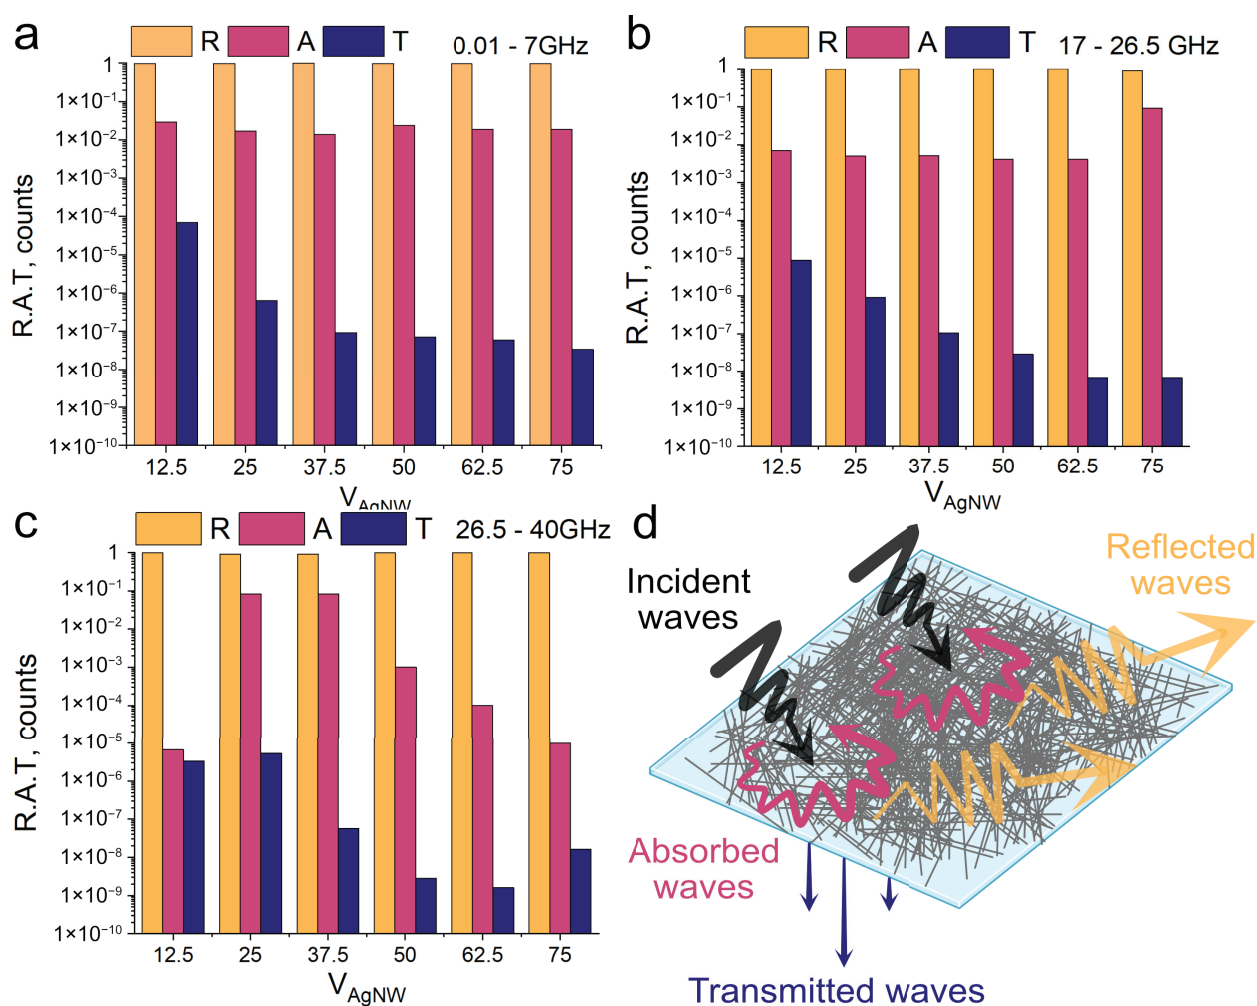 a
R A T 0.01 - 7GHz
1
1×10⁻¹
1×10⁻²
1×10⁻³
1×10⁻⁴
1×10⁻⁵
1×10⁻⁶
1×10⁻⁷
1×10⁻⁸
1×10⁻⁹
1×10⁻¹⁰
R.A.T, counts
12.5 25 37.5 50 62.5 75
V_AgNW
b
R A T 17 - 26.5 GHz
1
1×10⁻¹
1×10⁻²
1×10⁻³
1×10⁻⁴
1×10⁻⁵
1×10⁻⁶
1×10⁻⁷
1×10⁻⁸
1×10⁻⁹
1×10⁻¹⁰
R.A.T, counts
12.5 25 37.5 50 62.5 75
V_AgNW
c
R A T 26.5 - 40GHz
1
1×10⁻¹
1×10⁻²
1×10⁻³
1×10⁻⁴
1×10⁻⁵
1×10⁻⁶
1×10⁻⁷
1×10⁻⁸
1×10⁻⁹
1×10⁻¹⁰
R.A.T, counts
12.5 25 37.5 50 62.5 75
V_AgNW
d
Incident
waves
Reflected
waves
Absorbed
waves
Transmitted waves